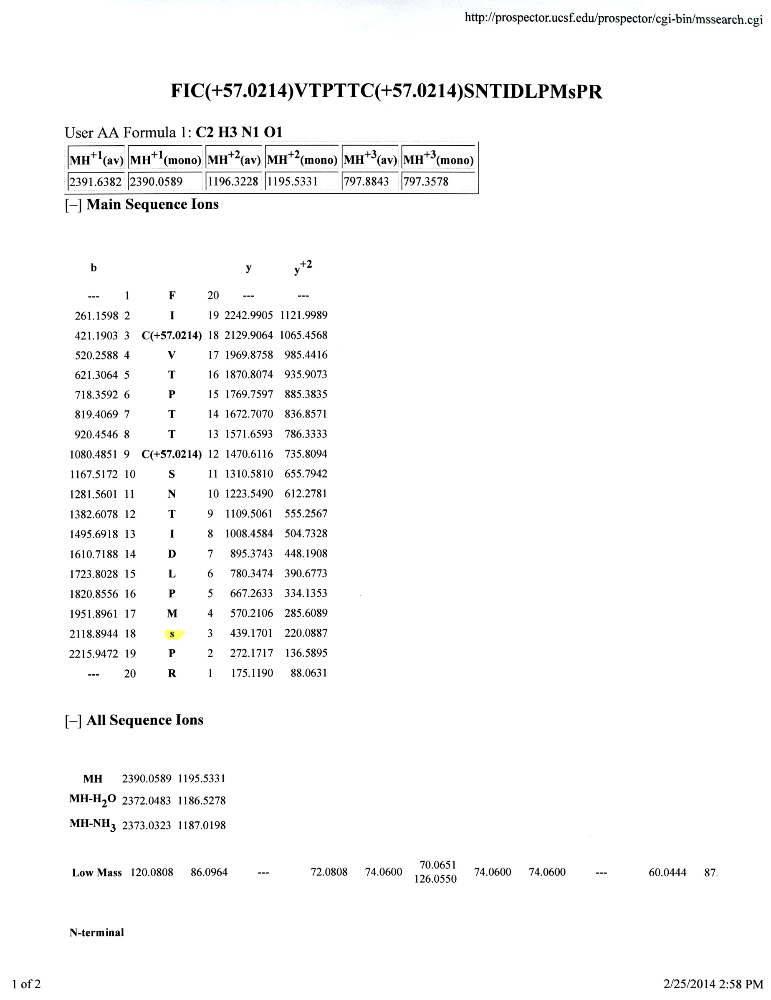 http://prospector.ucsf.edu/prospector/cgi-bin/mssearch.cgi
FIC(+57.0214)VTPTTC(+57.0214)SNTIDLPMsPR
User AA Formula 1: C2 H3 N1 O1
MH+1(av) MH+1(mono) MH+2(av) MH+2(mono) MH+3(av) MH+3(mono)
2391.6382 2390.0589 1196.3228 1195.5331 797.8843 797.3578
[–] Main Sequence Ions
b y y+2
--- 1 F 20 --- ---
261.1598 2 I 19 2242.9905 1121.9989
421.1903 3 C(+57.0214) 18 2129.9064 1065.4568
520.2588 4 V 17 1969.8758 985.4416
621.3064 5 T 16 1870.8074 935.9073
718.3592 6 P 15 1769.7597 885.3835
819.4069 7 T 14 1672.7070 836.8571
920.4546 8 T 13 1571.6593 786.3333
1080.4851 9 C(+57.0214) 12 1470.6116 735.8094
1167.5172 10 S 11 1310.5810 655.7942
1281.5601 11 N 10 1223.5490 612.2781
1382.6078 12 T 9 1109.5061 555.2567
1495.6918 13 I 8 1008.4584 504.7328
1610.7188 14 D 7 895.3743 448.1908
1723.8028 15 L 6 780.3474 390.6773
1820.8556 16 P 5 667.2633 334.1353
1951.8961 17 M 4 570.2106 285.6089
2118.8944 18 s 3 439.1701 220.0887
2215.9472 19 P 2 272.1717 136.5895
--- 20 R 1 175.1190 88.0631
[–] All Sequence Ions
MH 2390.0589 1195.5331
MH-H2O 2372.0483 1186.5278
MH-NH3 2373.0323 1187.0198
70.0651
Low Mass 120.0808 86.0964 --- 72.0808 74.0600 74.0600 74.0600 --- 60.0444 87.
126.0550
N-terminal
1 of 2
2/25/2014 2:58 PM